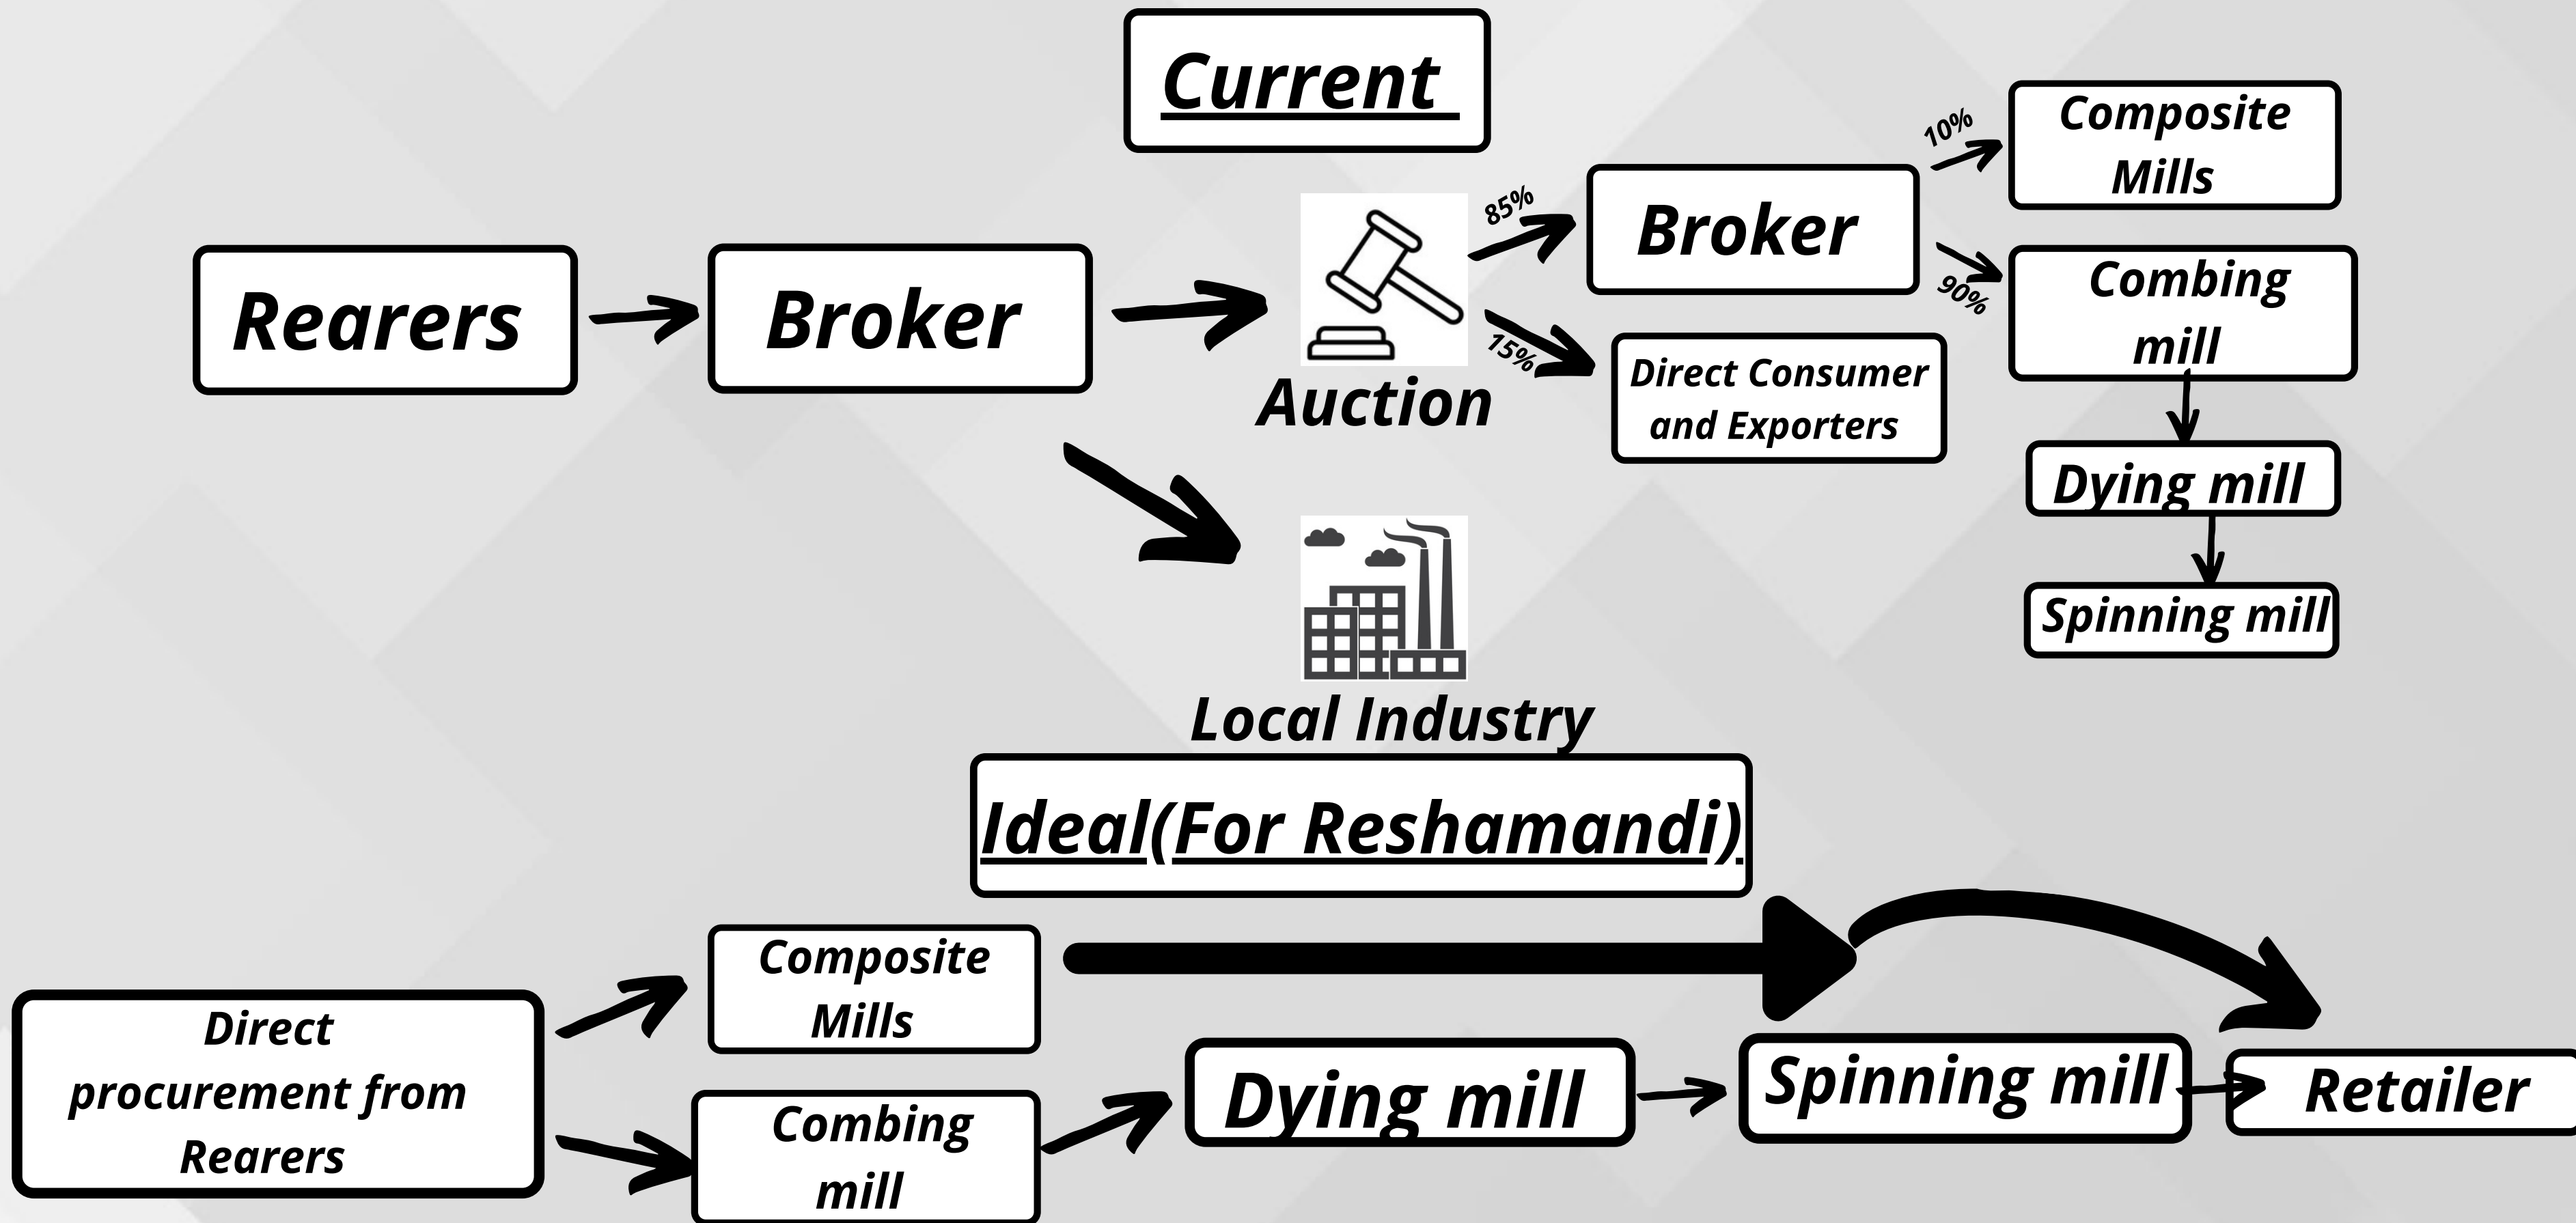 Current
Rearers
Broker
Auction
85%
15%
Broker
Direct Consumer
and Exporters
10%
90%
Composite
Mills
Combing
mill
Dying mill
Spinning mill
Local Industry
Ideal(For Reshamandi)
Direct
procurement from
Rearers
Composite
Mills
Combing
mill
Dying mill
Spinning mill
Retailer